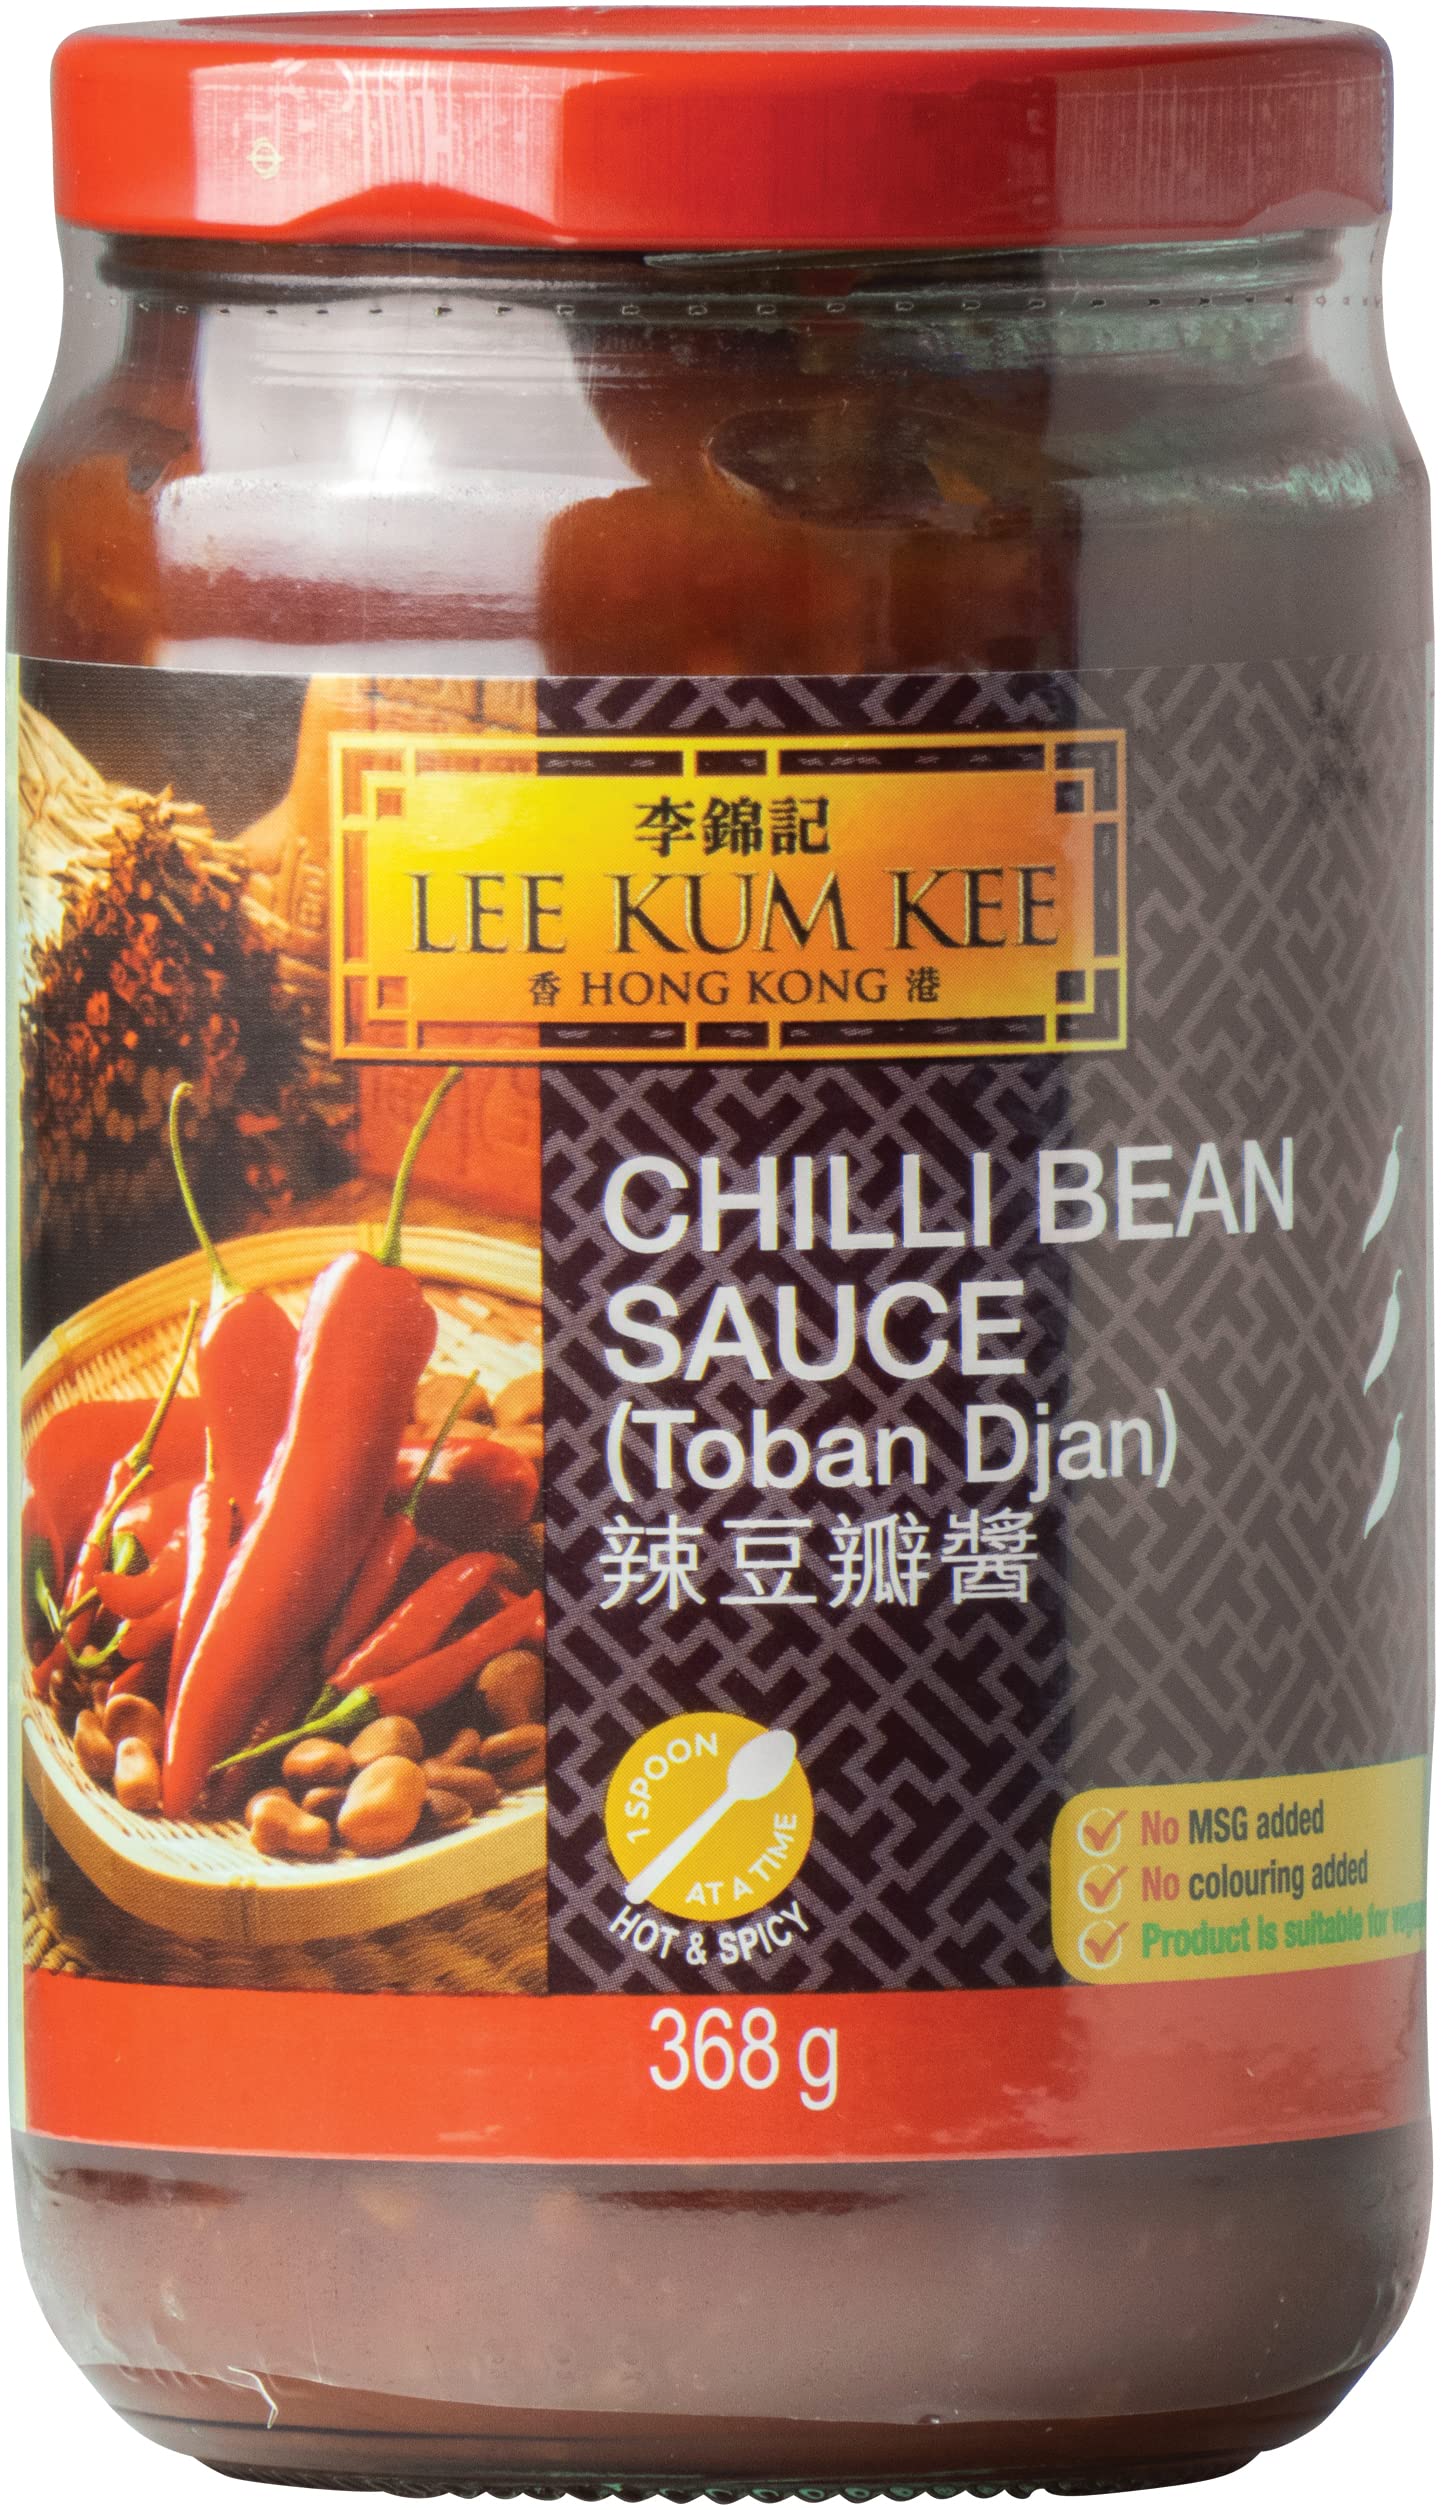 李錦記
LEE KUM KEE
香 HONG KONG 港
CHILLI BEAN
SAUCE
(Toban Djan)
辣豆瓣醬
1 SPOON
AT A TIME
HOT & SPICY
No MSG added
No colouring added
Product is suitable for
368 g